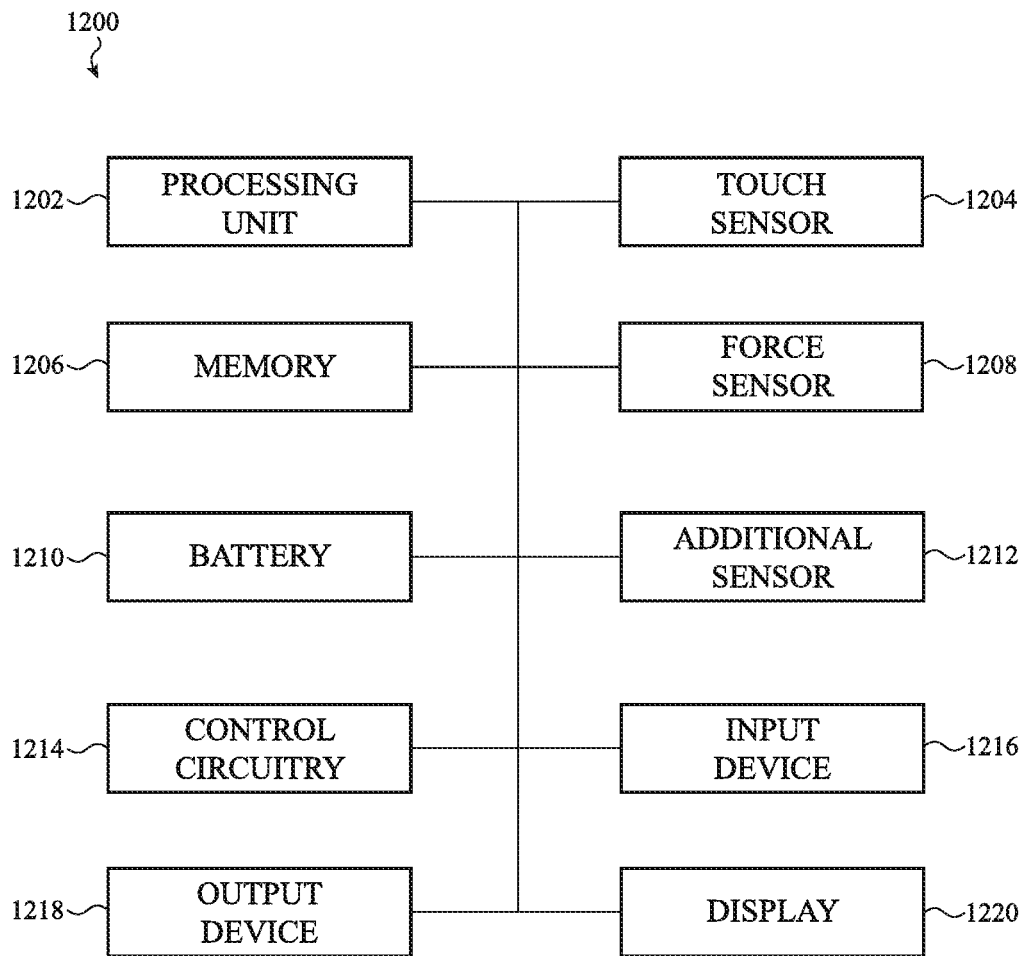 1200
1202
PROCESSING
UNIT
TOUCH
SENSOR
1204
1206
MEMORY
FORCE
SENSOR
1208
1210
BATTERY
ADDITIONAL
SENSOR
1212
1214
CONTROL
CIRCUITRY
INPUT
DEVICE
1216
1218
OUTPUT
DEVICE
DISPLAY
1220